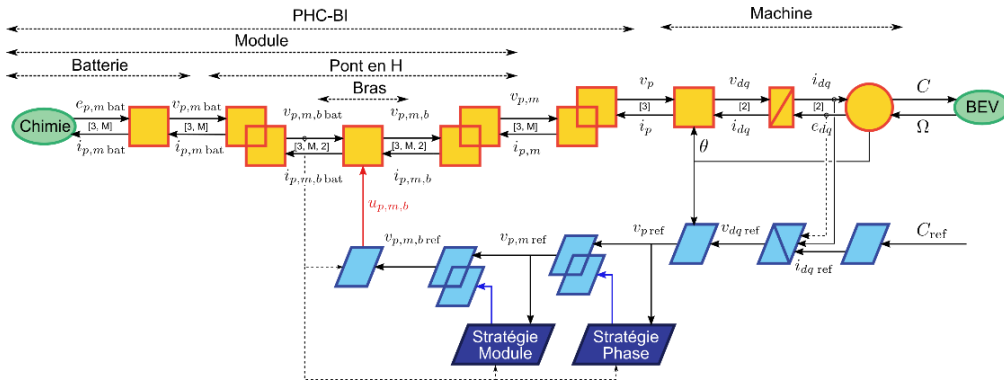 PHC-BI
Machine
Module
Batterie
Pont en H
Bras
Chimie
e_{p,m bat}
v_{p,m bat}
v_{p,m,b bat}
v_{p,m,b}
v_{p,m}
v_p
v_{dq}
i_{dq}
C
BEV
[3, M]
[3, M]
[3, M, 2]
[3, M, 2]
[3, M]
[3]
[2]
[2]
i_{p,m bat}
i_{p,m bat}
i_{p,m,b bat}
i_{p,m,b}
i_{p,m}
i_p
i_{dq}
e_{dq}
Ω
θ
u_{p,m,b}
v_{p,m,b ref}
v_{p,m ref}
v_{p ref}
v_{dq ref}
i_{dq ref}
C_{ref}
Stratégie
Module
Stratégie
Phase